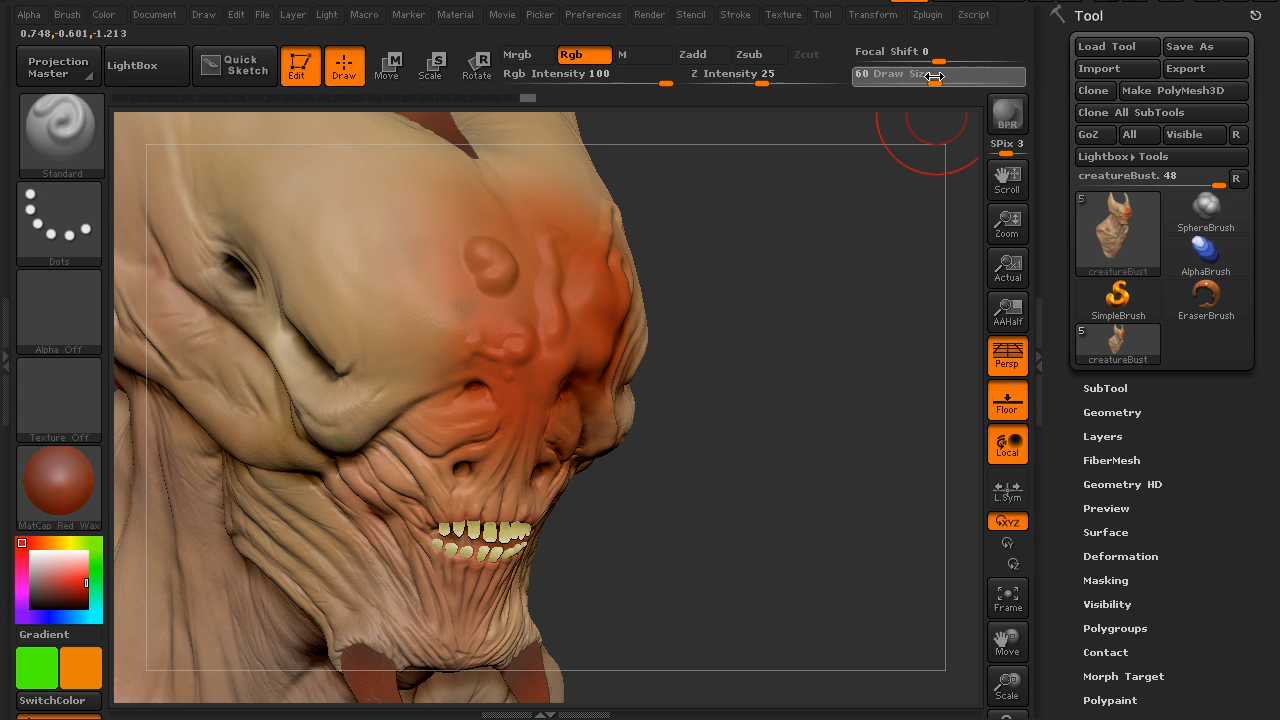 Alpha Brush Color Document Draw Edit File Layer Light Macro Marker Material Movie Picker Preferences Render Stencil Stroke Texture Tool Transform Zplugin Zscript
0.748,-0.601,-1.213
Projection Master
LightBox
Quick Sketch
Edit
Draw
Move
Scale
Rotate
Mrgb Rgb M
Rgb Intensity 100
Zadd Zsub Zcut
Z Intensity 25
Focal Shift 0
60 Draw Size
Standard
Dots
Alpha Off
Texture Off
MatCap Red Wax
Gradient
SwitchColor
BPR
SPix 3
Scroll
Zoom
Actual
AAHalf
Persp
Floor
Local
L.Sym
XYZ
Y
Z
Frame
Move
Scale
Tool
Load Tool Save As
Import Export
Clone Make PolyMesh3D
Clone All SubTools
GoZ All Visible R
Lightbox▸Tools
creatureBust. 48 R
5
creatureBust
SphereBrush
AlphaBrush
SimpleBrush
EraserBrush
5
creatureBust
SubTool
Geometry
Layers
FiberMesh
Geometry HD
Preview
Surface
Deformation
Masking
Visibility
Polygroups
Contact
Morph Target
Polypaint